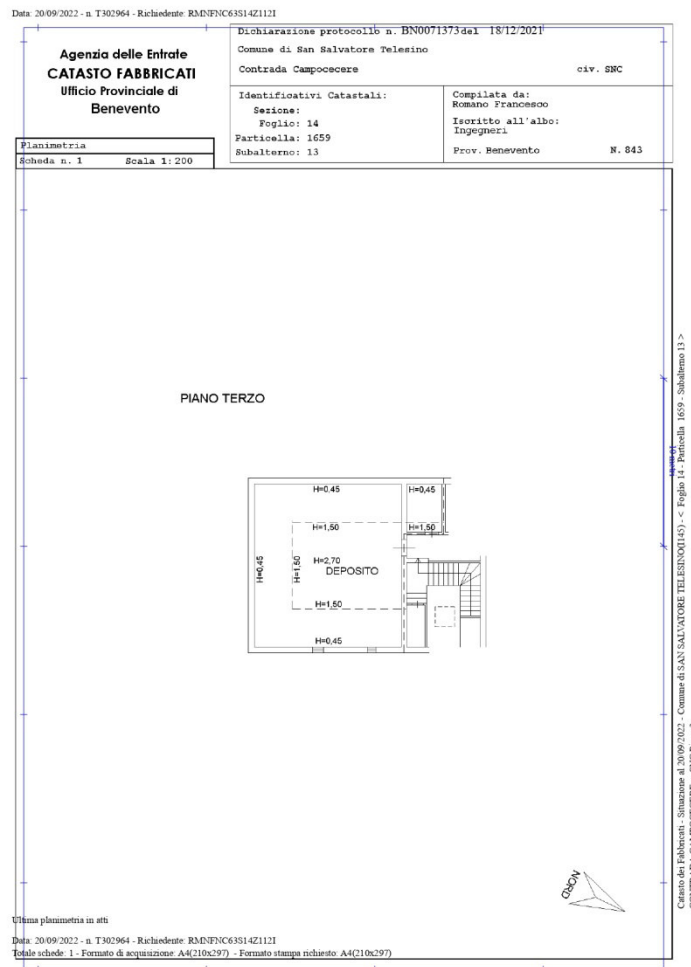 Data: 20/09/2022 - n. T302964 - Richiedente: RMNFNC63S14Z112I
Agenzia delle Entrate
CATASTO FABBRICATI
Ufficio Provinciale di
Benevento
Dichiarazione protocollo n. BN0071373 del 18/12/2021
Comune di San Salvatore Telesino
Contrada Campocecere civ. SNC
Identificativi Catastali:
Sezione:
Foglio: 14
Particella: 1659
Subalterno: 13
Compilata da:
Romano Francesco
Iscritto all'albo:
Ingegneri
Prov. Benevento N. 843
Planimetria
Scheda n. 1 Scala 1:200
PIANO TERZO
H=0,45 H=0,45
H=1,50 H=1,50
H=0,45
H=1,50
H=2,70
DEPOSITO
H=1,50
H=0,45
NORD
10 metri
Catasto dei Fabbricati - Situazione al 20/09/2022 - Comune di SAN SALVATORE TELESINO(I145) - < Foglio 14 - Particella 1659 - Subalterno 13 >
Ultima planimetria in atti
Data: 20/09/2022 - n. T302964 - Richiedente: RMNFNC63S14Z112I
Totale schede: 1 - Formato di acquisizione: A4(210x297) - Formato stampa richiesto: A4(210x297)